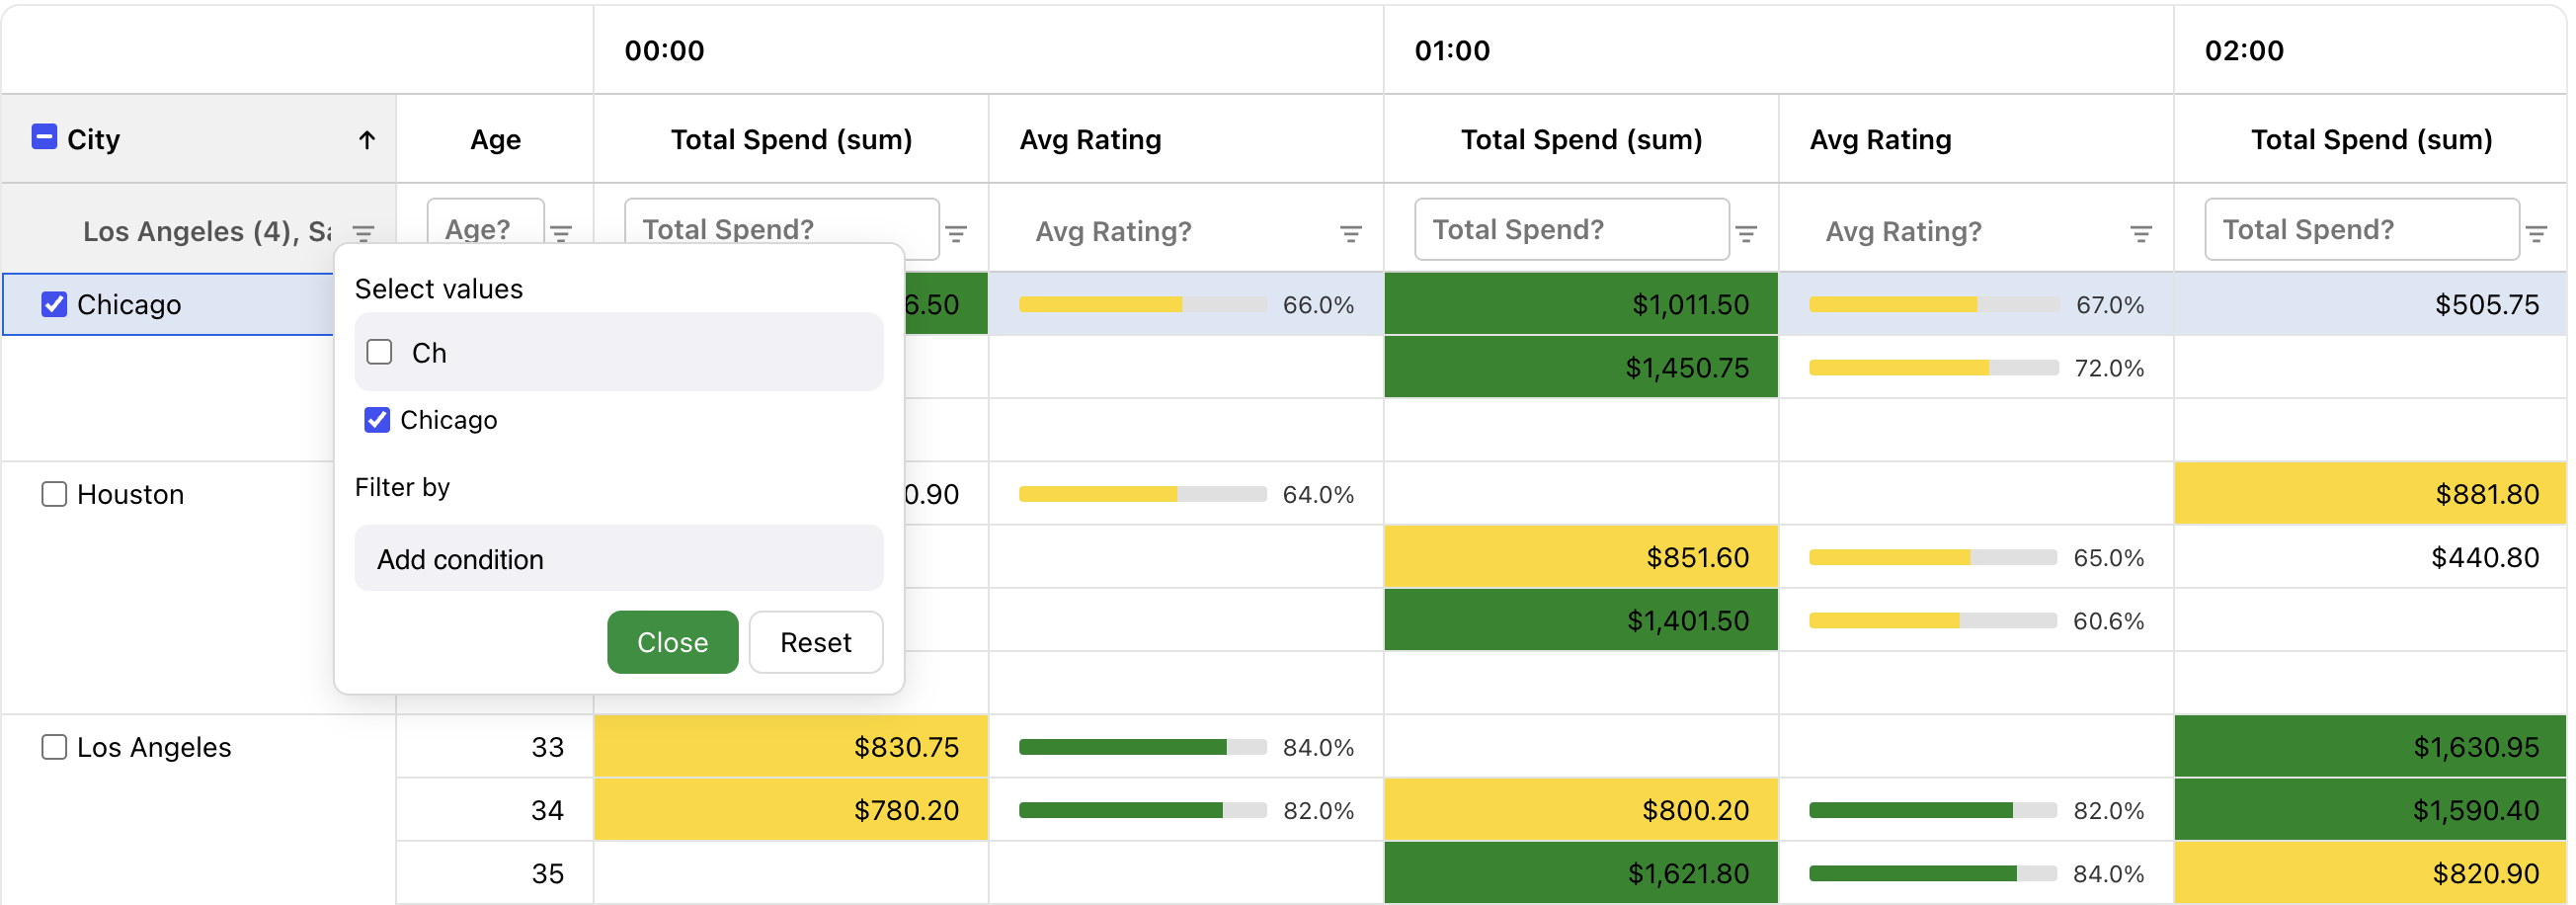 00:00 01:00 02:00
City Age Total Spend (sum) Avg Rating Total Spend (sum) Avg Rating Total Spend (sum)
Los Angeles (4), Age? Total Spend? Avg Rating? Total Spend? Avg Rating? Total Spend?
Chicago 6.50 66.0% $1,011.50 67.0% $505.75
$1,450.75 72.0%
Select values
Ch
Chicago
Filter by
Add condition
Close Reset
Houston 0.90 64.0% $881.80
$851.60 65.0% $440.80
$1,401.50 60.6%
Los Angeles 33 $830.75 84.0% $1,630.95
34 $780.20 82.0% $800.20 82.0% $1,590.40
35 $1,621.80 84.0% $820.90